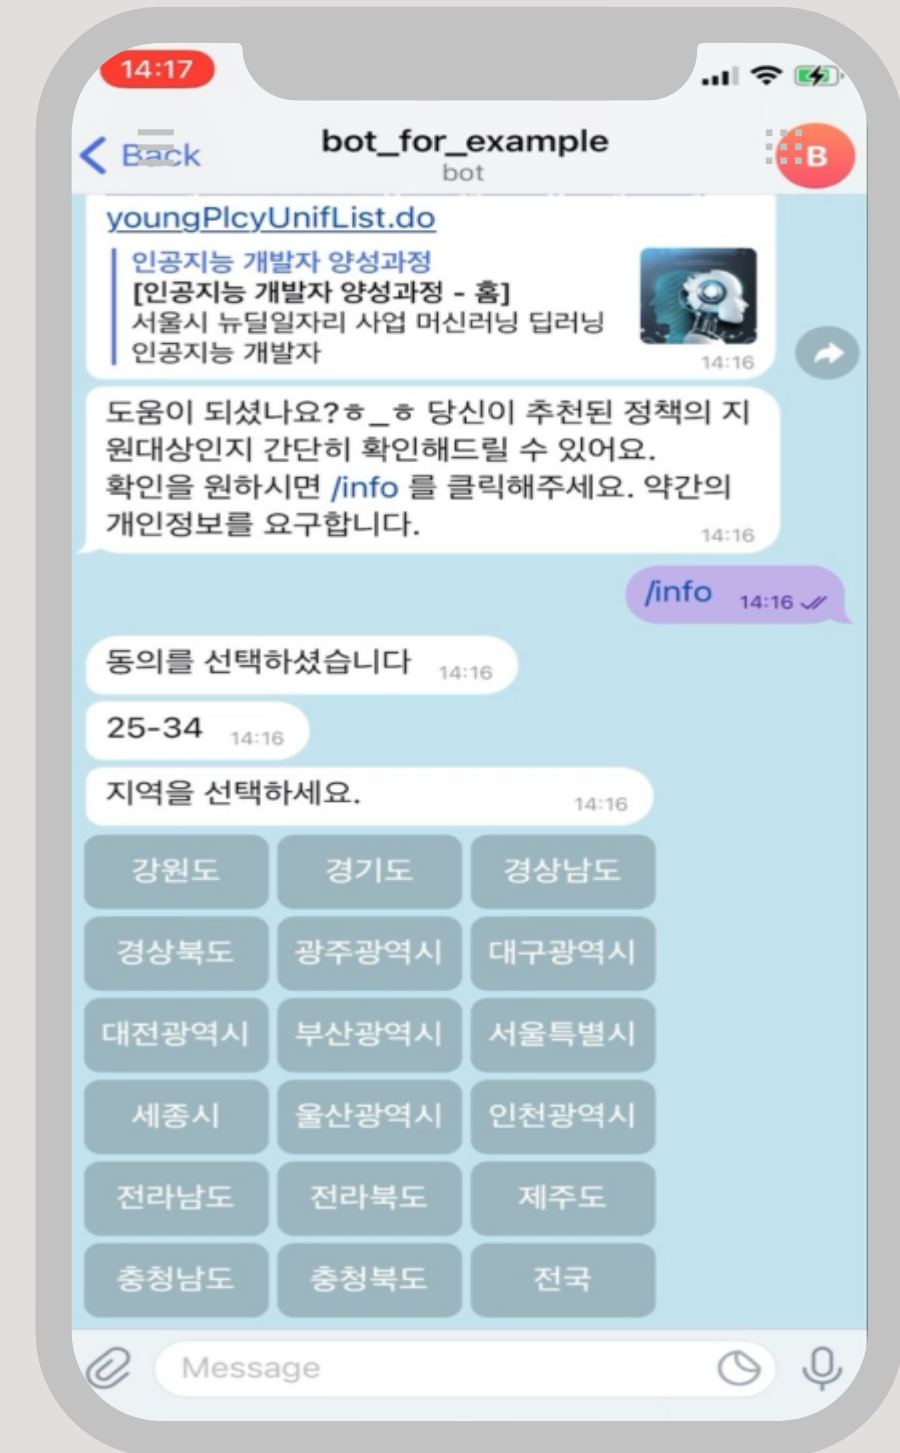 14:17
Back
bot_for_example
B
bot
youngPlcyUnifList.do
인공지능 개발자 양성과정
[인공지능 개발자 양성과정 - 홈]
서울시 뉴딜일자리 사업 머신러닝 딥러닝
인공지능 개발자
14:16
도움이 되셨나요?ㅎ_ㅎ 당신이 추천된 정책의 지
원대상인지 간단히 확인해드릴 수 있어요.
확인을 원하시면 /info 를 클릭해주세요. 약간의
개인정보를 요구합니다.
14:16
/info 14:16
동의를 선택하셨습니다 14:16
25-34 14:16
지역을 선택하세요. 14:16
강원도 경기도 경상남도
경상북도 광주광역시 대구광역시
대전광역시 부산광역시 서울특별시
세종시 울산광역시 인천광역시
전라남도 전라북도 제주도
충청남도 충청북도 전국
Message